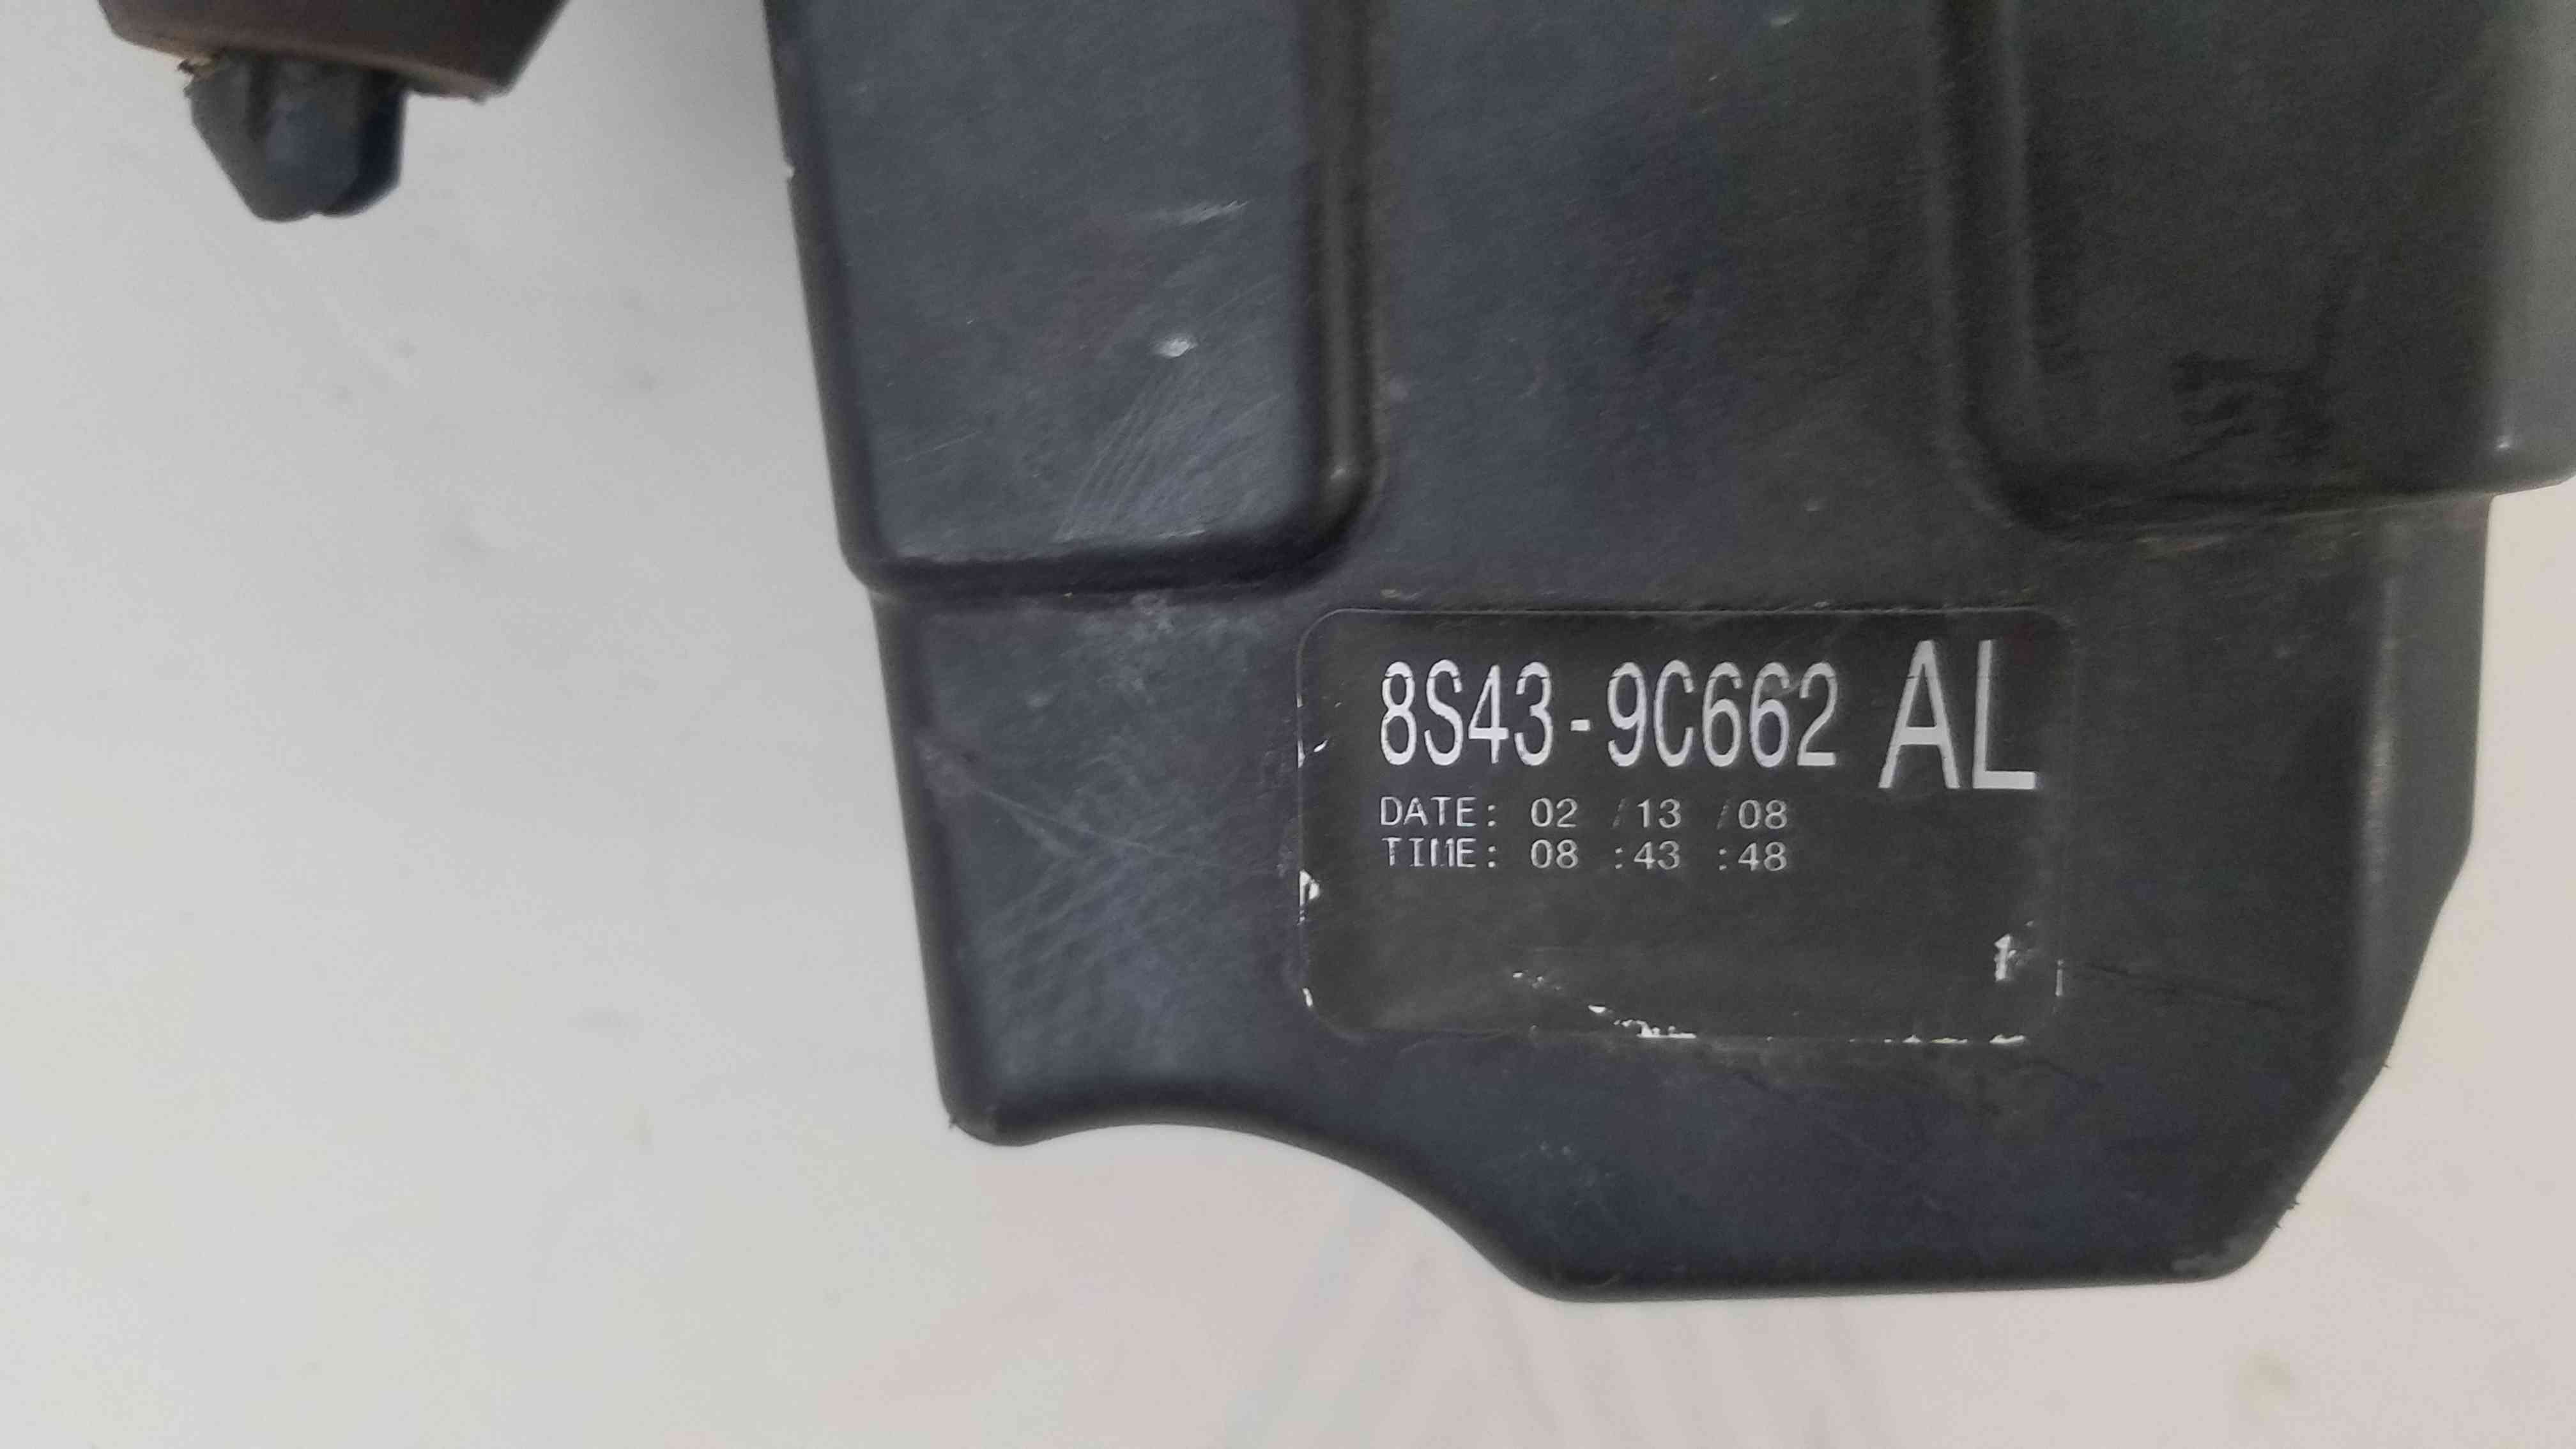 8S43-9C662 AL
DATE: 02 /13 /08
TIME: 08 :43 :48